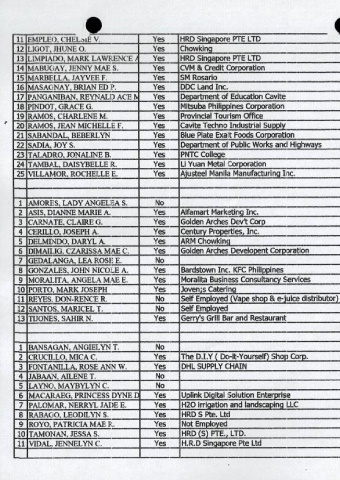 11 EMPLEO, CHELSIE V. Yes HRD Singapore PTE LTD
12 LIGOT, JHUNE O. Yes Chowking
13 LIMPIADO, MARK LAWRENCE A Yes HRD Singapore PTE LTD
14 MABUGAY, JENNY MAE S. Yes CVM & Credit Corporation
15 MARBELLA, JAYVEE F. Yes SM Rosario
16 MASAGNAY, BRIAN ED P. Yes DDC Land Inc.
17 PANGANIBAN, REYNALD ACE M Yes Department of Education Cavite
18 PINDOT, GRACE G. Yes Mitsuba Philippines Corporation
19 RAMOS, CHARLENE M. Yes Provincial Tourism Office
20 RAMOS, JEAN MICHELLE F. Yes Cavite Techno Industrial Supply
21 SABANDAL, BEBERLYN Yes Blue Plate Exalt Foods Corporation
22 SADIA, JOY S. Yes Department of Public Works and Highways
23 TALADRO, JONALINE B. Yes PNTC College
24 TAMBAL, DAISYBELLE R. Yes Li Yuan Metal Corporation
25 VILLAMOR, ROCHELLE E. Yes Ajusteel Manila Manufacturing Inc.
1 AMORES, LADY ANGELEA S. No
2 ASIS, DIANNE MARIE A. Yes Alfamart Marketing Inc.
3 CARNATE, CLAIRE G. Yes Golden Arches Dev't Corp
4 CERILLO, JOSEPH A. Yes Century Properties, Inc.
5 DELMINDO, DARYL A. Yes ARM Chowking
6 DIMAILIG, CZARISSA MAE C. Yes Golden Arches Developent Corporation
7 GEDALANGA, LEA ROSE E. No
8 GONZALES, JOHN NICOLE A. Yes Bardstown Inc. KFC Philippines
9 MORALITA, ANGELA MAE E. Yes Moralita Business Consultancy Services
10 PORTO, MARK JOSEPH Yes Joven;s Catering
11 REYES, DON-RENCE R. No Self Employed (Vape shop & e-juice distributor)
12 SANTOS, MARICEL T. No Self Employed
13 TIJONES, SAHIR N. Yes Gerry's Grill Bar and Restaurant
1 BANSAGAN, ANGIELYN T. No
2 CRUCILLO, MICA C. Yes The D.I.Y ( Do-it-Yourself) Shop Corp.
3 FONTANILLA, ROSE ANN W. Yes DHL SUPPLY CHAIN
4 JABAAN, AILENE T. No
5 LAYNO, MAYBYLYN C. No
6 MACARAEG, PRINCESS DYNE D Yes Uplink Digital Solution Enterprise
7 PALOMAR, NERRYL JADE E. Yes H2O irrigation and landscaping LLC
8 RABAGO, LEODILYN S. Yes HRD S Pte. Ltd
9 ROYO, PATRICIA MAE R. Yes Not Employed
10 TAMONAN, JESSA S. Yes HRD (S) PTE., LTD.
11 VIDAL, JENNELYN C. Yes H.R.D Singapore Pte Ltd